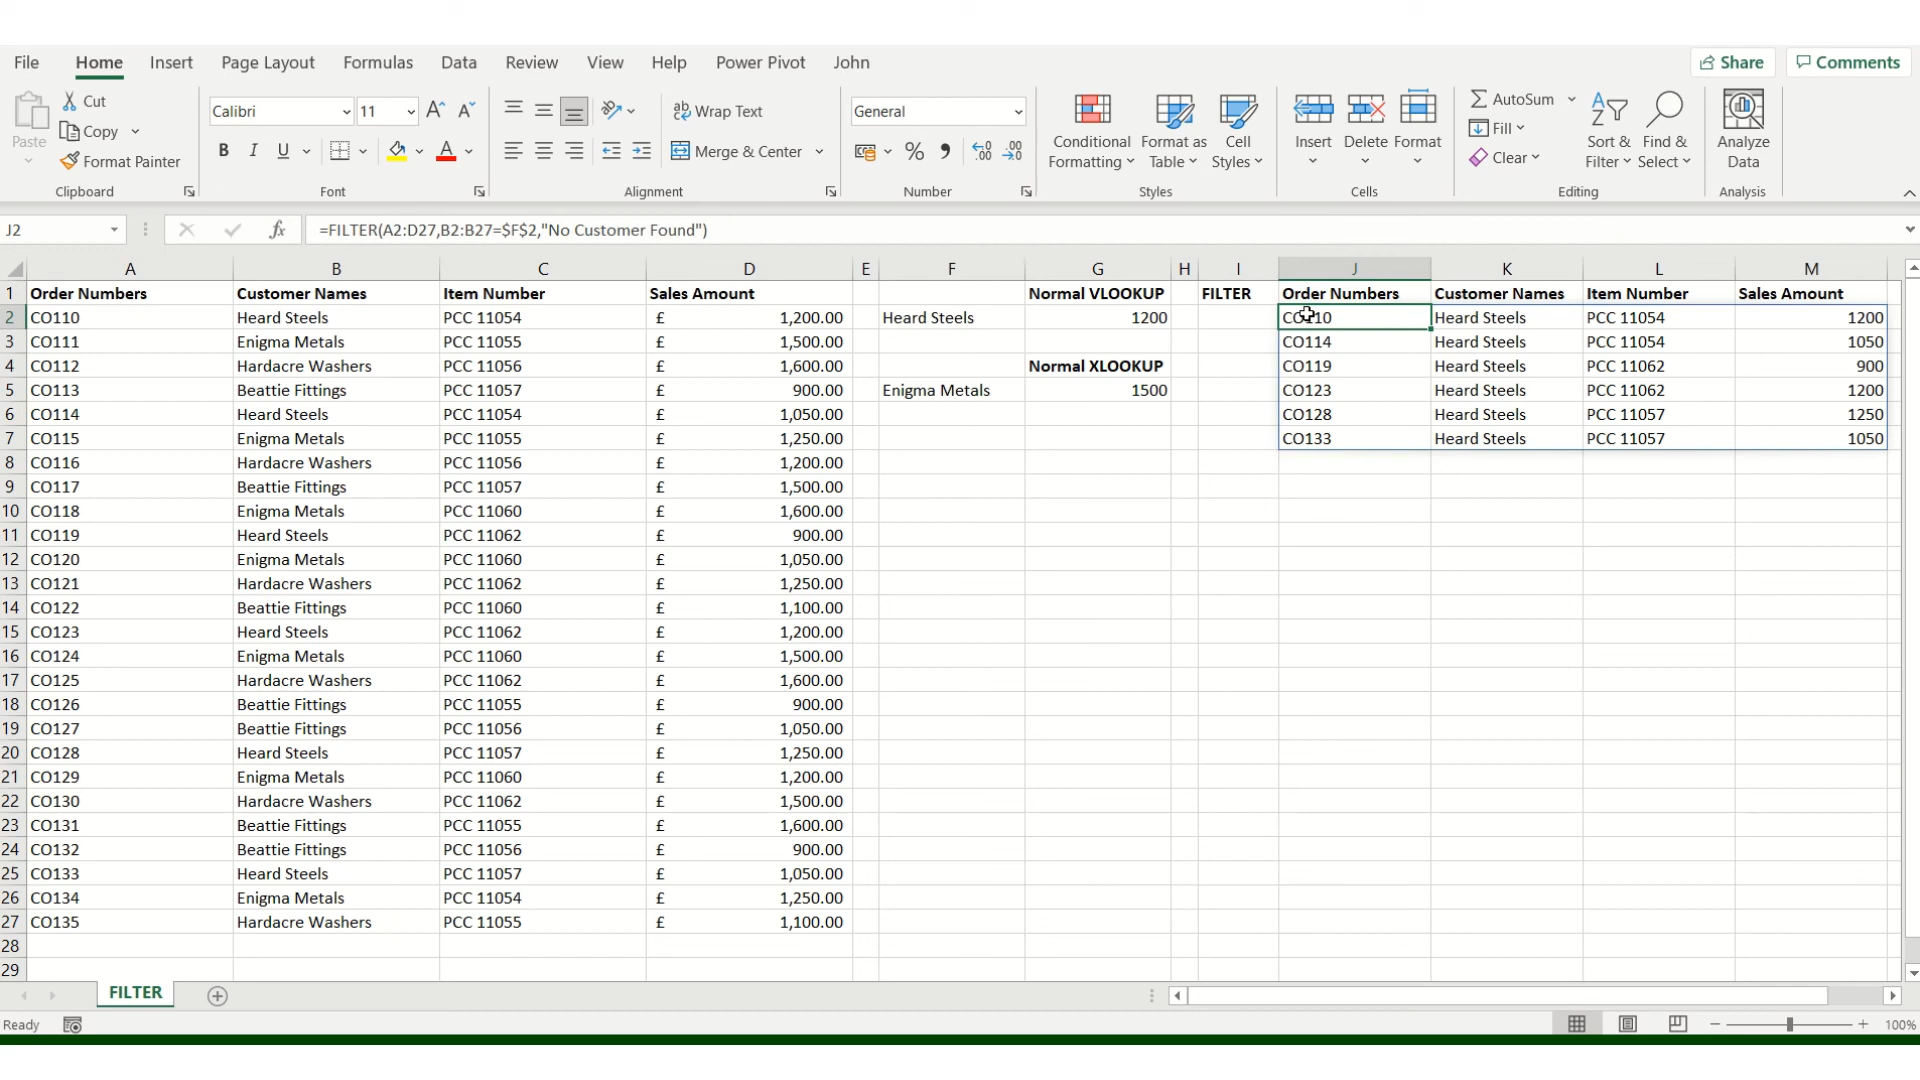 File Home Insert Page Layout Formulas Data Review View Help Power Pivot John Share Comments
Cut Calibri 11 Wrap Text General AutoSum
Paste Copy Conditional Formatting Format as Table Cell Styles Insert Delete Format Fill Sort & Filter Find & Select Analyze Data
Format Painter B I U A Merge & Center % Clear
Clipboard Font Alignment Number Styles Cells Editing Analysis
J2 fx =FILTER(A2:D27,B2:B27=$F$2,"No Customer Found")
A B C D E F G H I J K L M
1 Order Numbers Customer Names Item Number Sales Amount Normal VLOOKUP FILTER Order Numbers Customer Names Item Number Sales Amount
2 CO110 Heard Steels PCC 11054 £ 1,200.00 Heard Steels 1200 CO110 Heard Steels PCC 11054 1200
3 CO111 Enigma Metals PCC 11055 £ 1,500.00 CO114 Heard Steels PCC 11054 1050
4 CO112 Hardacre Washers PCC 11056 £ 1,600.00 Normal XLOOKUP CO119 Heard Steels PCC 11062 900
5 CO113 Beattie Fittings PCC 11057 £ 900.00 Enigma Metals 1500 CO123 Heard Steels PCC 11062 1200
6 CO114 Heard Steels PCC 11054 £ 1,050.00 CO128 Heard Steels PCC 11057 1250
7 CO115 Enigma Metals PCC 11055 £ 1,250.00 CO133 Heard Steels PCC 11057 1050
8 CO116 Hardacre Washers PCC 11056 £ 1,200.00
9 CO117 Beattie Fittings PCC 11057 £ 1,500.00
10 CO118 Enigma Metals PCC 11060 £ 1,600.00
11 CO119 Heard Steels PCC 11062 £ 900.00
12 CO120 Enigma Metals PCC 11060 £ 1,050.00
13 CO121 Hardacre Washers PCC 11062 £ 1,250.00
14 CO122 Beattie Fittings PCC 11060 £ 1,100.00
15 CO123 Heard Steels PCC 11062 £ 1,200.00
16 CO124 Enigma Metals PCC 11060 £ 1,500.00
17 CO125 Hardacre Washers PCC 11062 £ 1,600.00
18 CO126 Beattie Fittings PCC 11055 £ 900.00
19 CO127 Beattie Fittings PCC 11056 £ 1,050.00
20 CO128 Heard Steels PCC 11057 £ 1,250.00
21 CO129 Enigma Metals PCC 11060 £ 1,200.00
22 CO130 Hardacre Washers PCC 11062 £ 1,500.00
23 CO131 Beattie Fittings PCC 11055 £ 1,600.00
24 CO132 Beattie Fittings PCC 11056 £ 900.00
25 CO133 Heard Steels PCC 11057 £ 1,050.00
26 CO134 Enigma Metals PCC 11054 £ 1,250.00
27 CO135 Hardacre Washers PCC 11055 £ 1,100.00
28
29
FILTER
Ready 100%